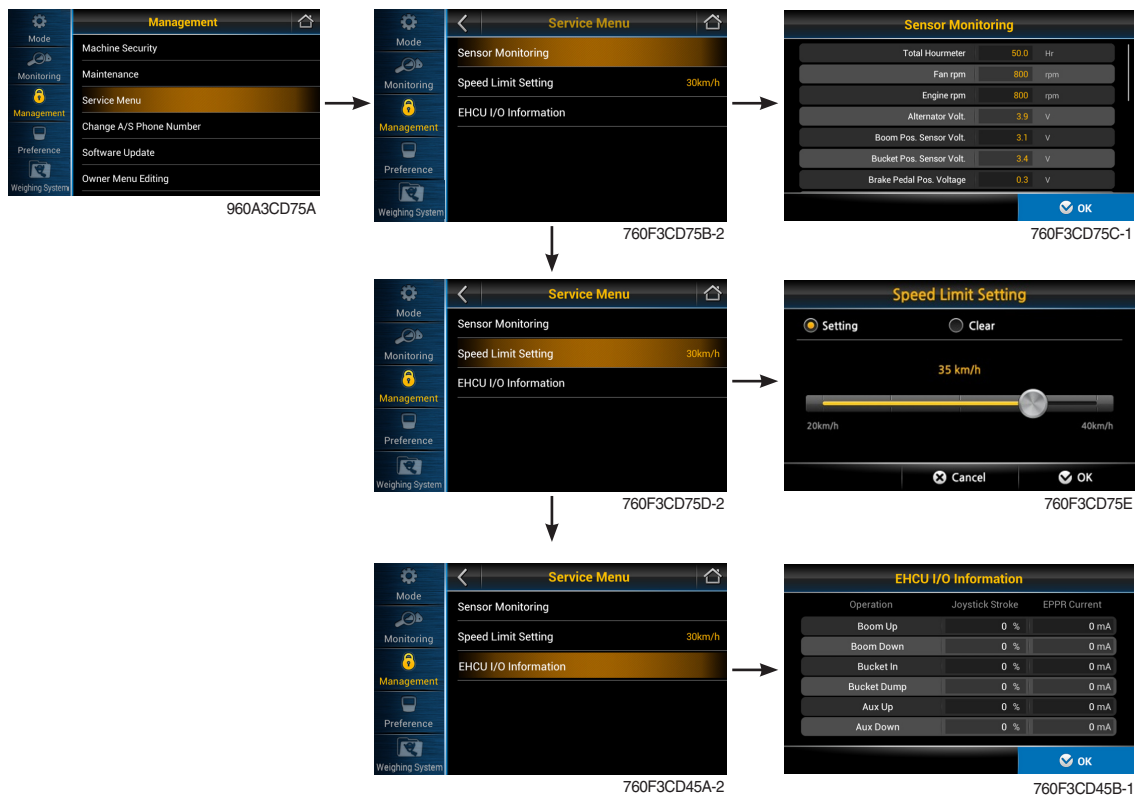 Management
Mode
Monitoring
Management
Preference
Weighing System
Machine Security
Maintenance
Service Menu
Change A/S Phone Number
Software Update
Owner Menu Editing
960A3CD75A
Service Menu
Mode
Monitoring
Management
Preference
Weighing System
Sensor Monitoring
Speed Limit Setting 30km/h
EHCU I/O Information
760F3CD75B-2
Sensor Monitoring
Total Hourmeter 50.0 Hr
Fan rpm 800 rpm
Engine rpm 800 rpm
Alternator Volt. 3.9 V
Boom Pos. Sensor Volt. 3.1 V
Bucket Pos. Sensor Volt. 3.4 V
Brake Pedal Pos. Voltage 0.3 V
OK
760F3CD75C-1
Service Menu
Mode
Monitoring
Management
Preference
Weighing System
Sensor Monitoring
Speed Limit Setting 30km/h
EHCU I/O Information
760F3CD75D-2
Speed Limit Setting
Setting Clear
35 km/h
20km/h 40km/h
Cancel OK
760F3CD75E
Service Menu
Mode
Monitoring
Management
Preference
Weighing System
Sensor Monitoring
Speed Limit Setting 30km/h
EHCU I/O Information
760F3CD45A-2
EHCU I/O Information
Operation Joystick Stroke EPPR Current
Boom Up 0 % 0 mA
Boom Down 0 % 0 mA
Bucket In 0 % 0 mA
Bucket Dump 0 % 0 mA
Aux Up 0 % 0 mA
Aux Down 0 % 0 mA
OK
760F3CD45B-1